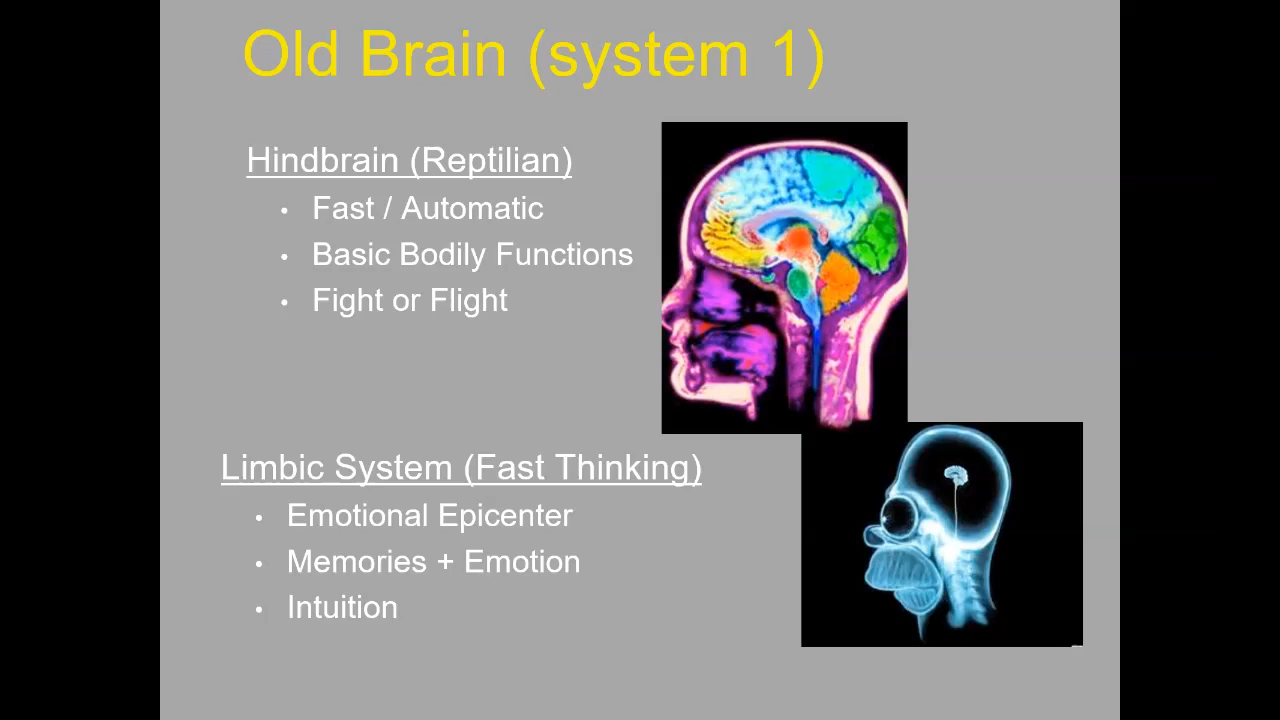 Old Brain (system 1)
Hindbrain (Reptilian)
• Fast / Automatic
• Basic Bodily Functions
• Fight or Flight
Limbic System (Fast Thinking)
• Emotional Epicenter
• Memories + Emotion
• Intuition